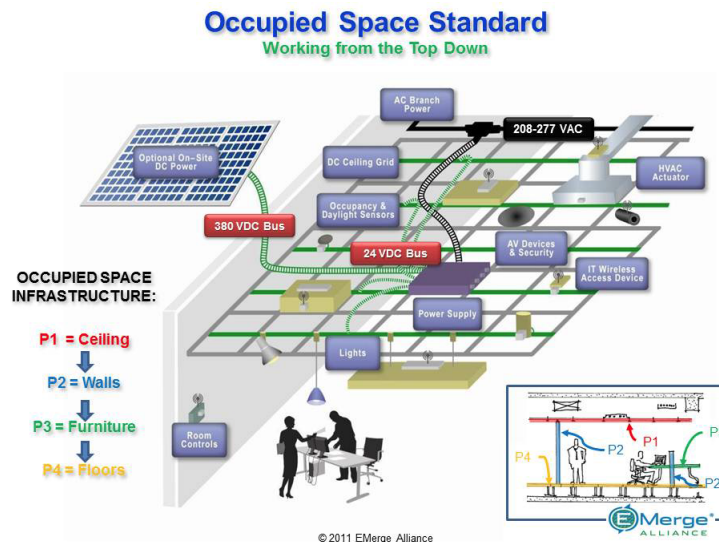 Occupied Space Standard
Working from the Top Down
AC Branch
Power
208-277 VAC
Optional On-Site
DC Power
DC Ceiling Grid
HVAC
Actuator
Occupancy &
Daylight Sensors
380 VDC Bus
24 VDC Bus
AV Devices
& Security
IT Wireless
Access Device
OCCUPIED SPACE
INFRASTRUCTURE:
Power Supply
P1 = Ceiling
Lights
P2 = Walls
P3 = Furniture
Room
Controls
P4 = Floors
P1
P2
P
P4
P2
EMerge®
ALLIANCE
© 2011 EMerge Alliance